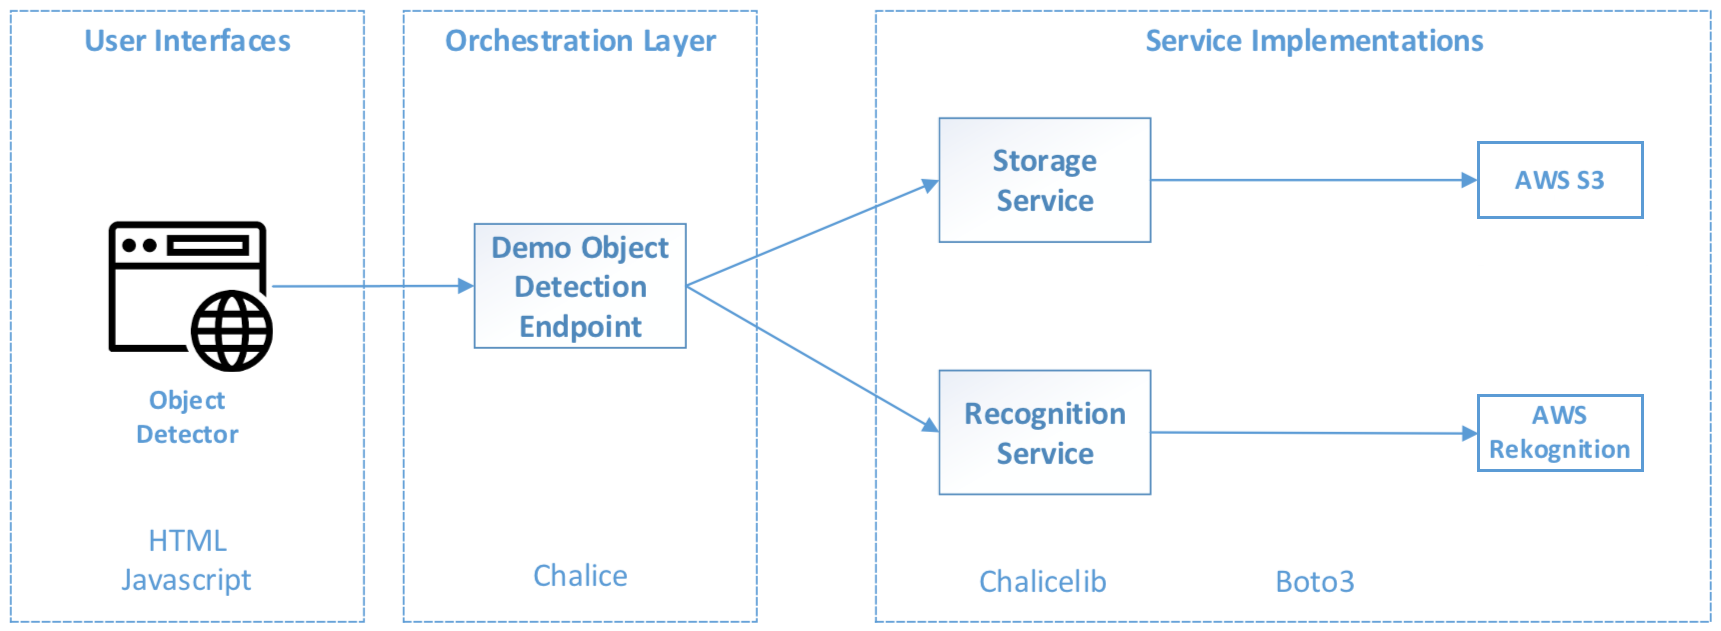 User Interfaces
Object
Detector
HTML
Javascript
Orchestration Layer
Demo Object
Detection
Endpoint
Chalice
Service Implementations
Storage
Service
AWS S3
Recognition
Service
AWS
Rekognition
Chalicelib
Boto3